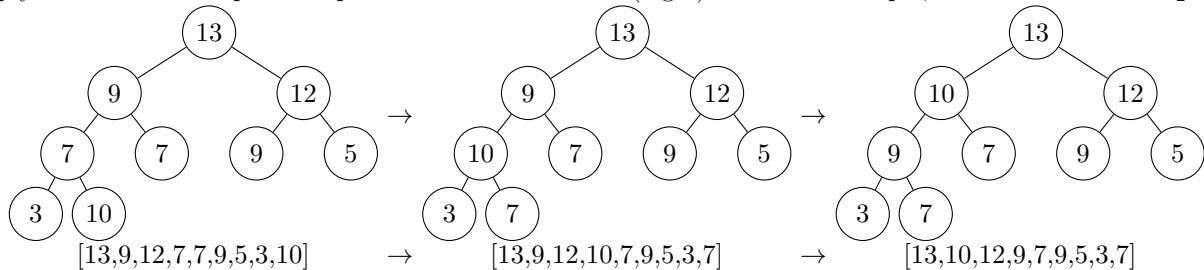 13 13 13
9 12 → 9 12 → 10 12
7 7 9 5 10 7 9 5 9 7 9 5
3 10 3 7 3 7
[13,9,12,7,7,9,5,3,10] → [13,9,12,10,7,9,5,3,7] → [13,10,12,9,7,9,5,3,7]